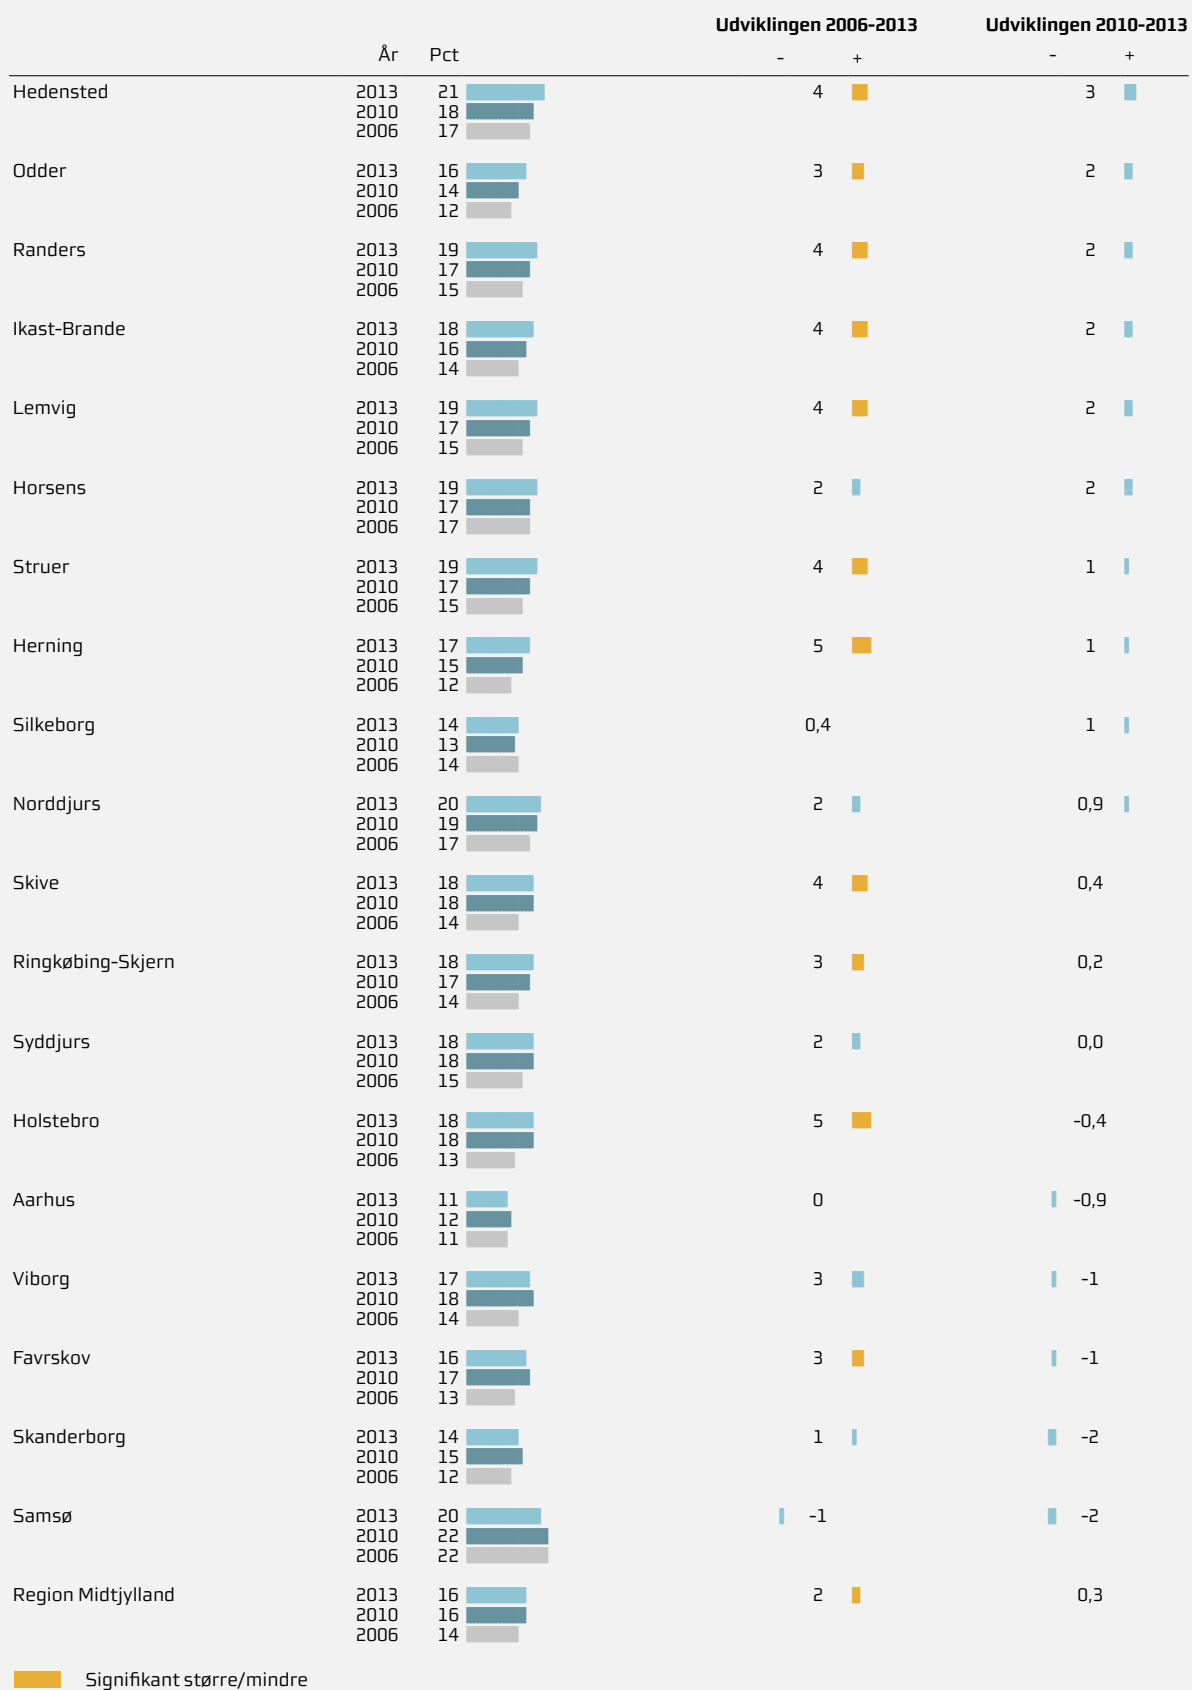 Udviklingen 2006-2013 Udviklingen 2010-2013
År Pct - + - +
Hedensted 2013 21 4 3
2010 18
2006 17
Odder 2013 16 3 2
2010 14
2006 12
Randers 2013 19 4 2
2010 17
2006 15
Ikast-Brande 2013 18 4 2
2010 16
2006 14
Lemvig 2013 19 4 2
2010 17
2006 15
Horsens 2013 19 2 2
2010 17
2006 17
Struer 2013 19 4 1
2010 17
2006 15
Herning 2013 17 5 1
2010 15
2006 12
Silkeborg 2013 14 0,4 1
2010 13
2006 14
Norddjurs 2013 20 2 0,9
2010 19
2006 17
Skive 2013 18 4 0,4
2010 18
2006 14
Ringkøbing-Skjern 2013 18 3 0,2
2010 17
2006 14
Syddjurs 2013 18 2 0,0
2010 18
2006 15
Holstebro 2013 18 5 -0,4
2010 18
2006 13
Aarhus 2013 11 0 -0,9
2010 12
2006 11
Viborg 2013 17 3 -1
2010 18
2006 14
Favrskov 2013 16 3 -1
2010 17
2006 13
Skanderborg 2013 14 1 -2
2010 15
2006 12
Samsø 2013 20 -1 -2
2010 22
2006 22
Region Midtjylland 2013 16 2 0,3
2010 16
2006 14
Signifikant større/mindre